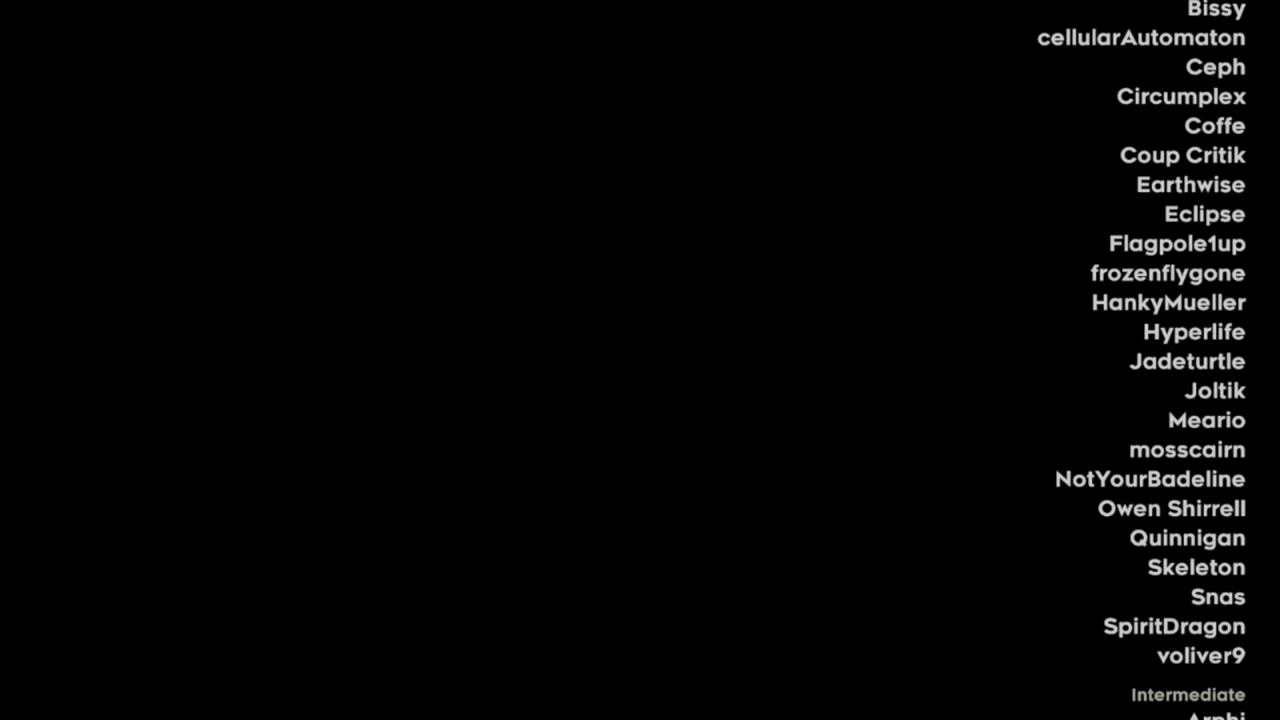 Bissy
cellularAutomaton
Ceph
Circumplex
Coffe
Coup Critik
Earthwise
Eclipse
Flagpole1up
frozenflygone
HankyMueller
Hyperlife
Jadeturtle
Joltik
Meario
mosscairn
NotYourBadeline
Owen Shirrell
Quinnigan
Skeleton
Snas
SpiritDragon
voliver9
Intermediate